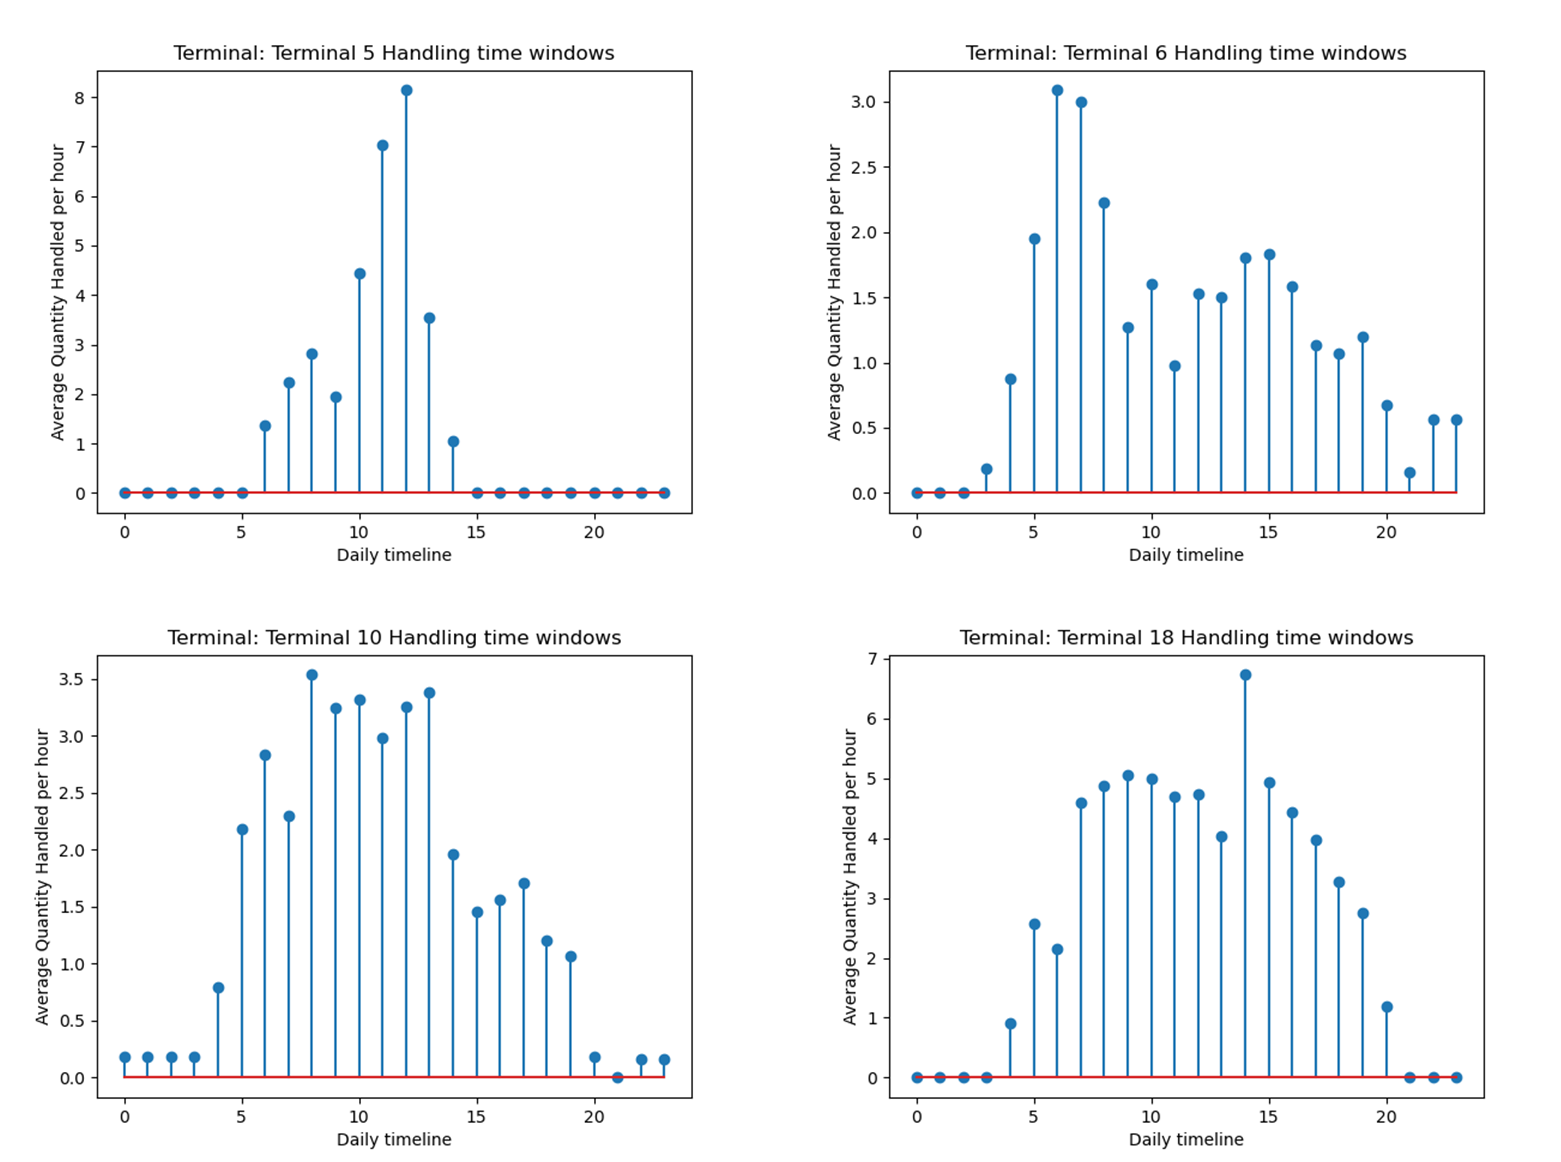 Terminal: Terminal 5 Handling time windows
Average Quantity Handled per hour
8
7
6
5
4
3
2
1
0
0 5 10 15 20
Daily timeline
Terminal: Terminal 6 Handling time windows
Average Quantity Handled per hour
3.0
2.5
2.0
1.5
1.0
0.5
0.0
0 5 10 15 20
Daily timeline
Terminal: Terminal 10 Handling time windows
Average Quantity Handled per hour
3.5
3.0
2.5
2.0
1.5
1.0
0.5
0.0
0 5 10 15 20
Daily timeline
Terminal: Terminal 18 Handling time windows
Average Quantity Handled per hour
7
6
5
4
3
2
1
0
0 5 10 15 20
Daily timeline